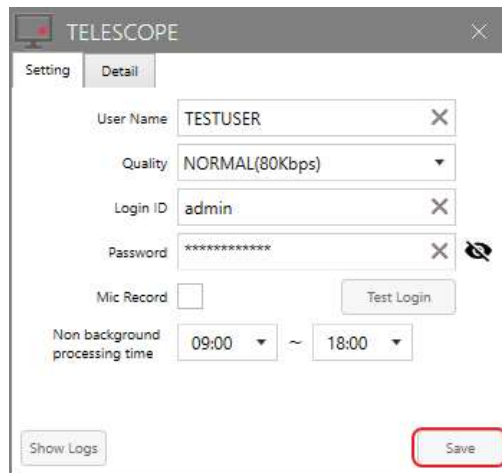 TELESCOPE
Setting Detail
User Name TESTUSER
Quality NORMAL(80Kbps)
Login ID admin
Password ************
Mic Record Test Login
Non background
processing time 09:00 ~ 18:00
Show Logs Save